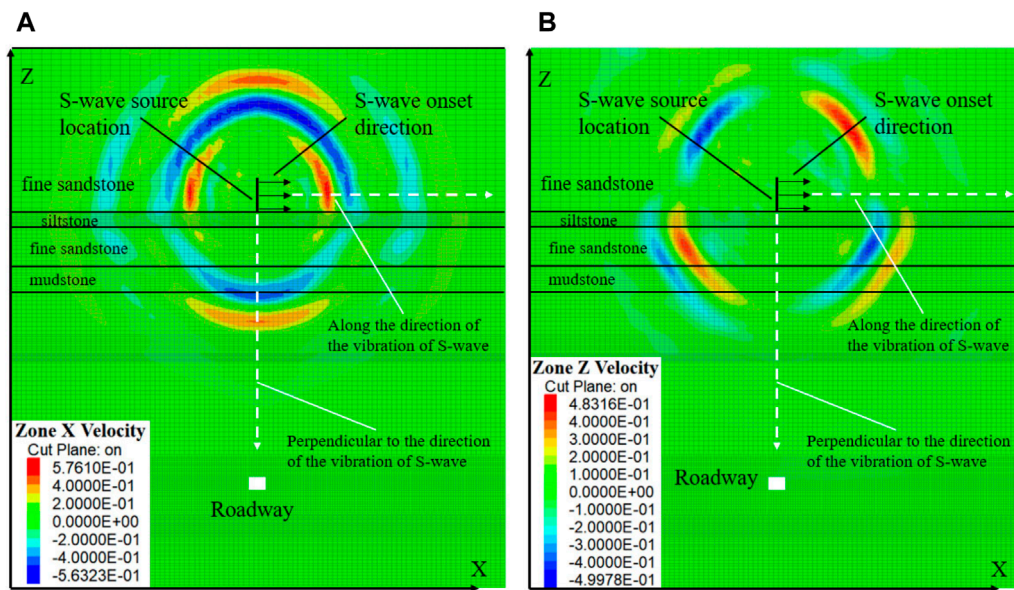 A
Z
S-wave source
location
S-wave onset
direction
fine sandstone
siltstone
fine sandstone
mudstone
Along the direction of
the vibration of S-wave
Zone X Velocity
Cut Plane: on
5.7610E-01
4.0000E-01
2.0000E-01
0.0000E+00
-2.0000E-01
-4.0000E-01
-5.6323E-01
Perpendicular to the direction
of the vibration of S-wave
Roadway
X
B
Z
S-wave source
location
S-wave onset
direction
fine sandstone
siltstone
fine sandstone
mudstone
Along the direction of
the vibration of S-wave
Zone Z Velocity
Cut Plane: on
4.8316E-01
4.0000E-01
3.0000E-01
2.0000E-01
1.0000E-01
0.0000E+00
-1.0000E-01
-2.0000E-01
-3.0000E-01
-4.0000E-01
-4.9978E-01
Perpendicular to the direction
of the vibration of S-wave
Roadway
X